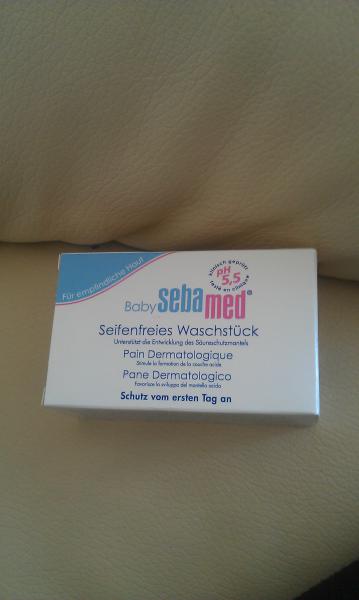 Für empfindliche Haut
klinisch geprüft
pH
5,5
testé en clinique
Baby sebamed®
Seifenfreies Waschstück
Unterstützt die Entwicklung des Säureschutzmantels
Pain Dermatologique
Stimule la formation de la couche acide
Pane Dermatologico
Favorisce lo sviluppo del mantello acido
Schutz vom ersten Tag an